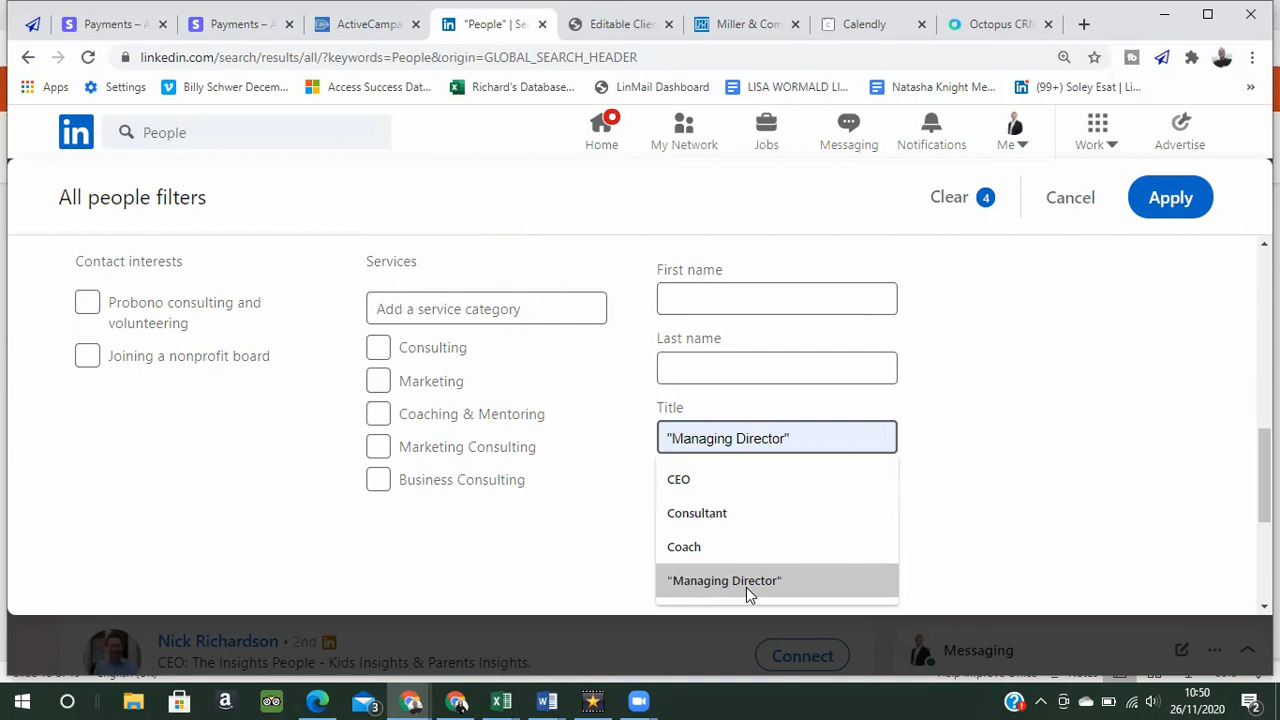 Payments – A
Payments – A
ActiveCampa
"People" | Se
Editable Clien
Miller & Com
Calendly
Octopus CRM
linkedin.com/search/results/all/?keywords=People&origin=GLOBAL_SEARCH_HEADER
Apps
Settings
Billy Schwer Decem...
Access Success Dat...
Richard's Database...
LinMail Dashboard
LISA WORMALD LI...
Natasha Knight Me...
(99+) Soley Esat | Li...
»
in
People
Home
My Network
Jobs
Messaging
Notifications
Me
Work
Advertise
All people filters
Clear 4
Cancel
Apply
Contact interests
Services
First name
Probono consulting and
volunteering
Add a service category
Joining a nonprofit board
Consulting
Last name
Marketing
Coaching & Mentoring
Title
Marketing Consulting
"Managing Director"
Business Consulting
CEO
Consultant
Coach
"Managing Director"
Nick Richardson • 2nd in
CEO: The Insights People - Kids Insights & Parents Insights.
Connect
Messaging
3
10:50
26/11/2020
2